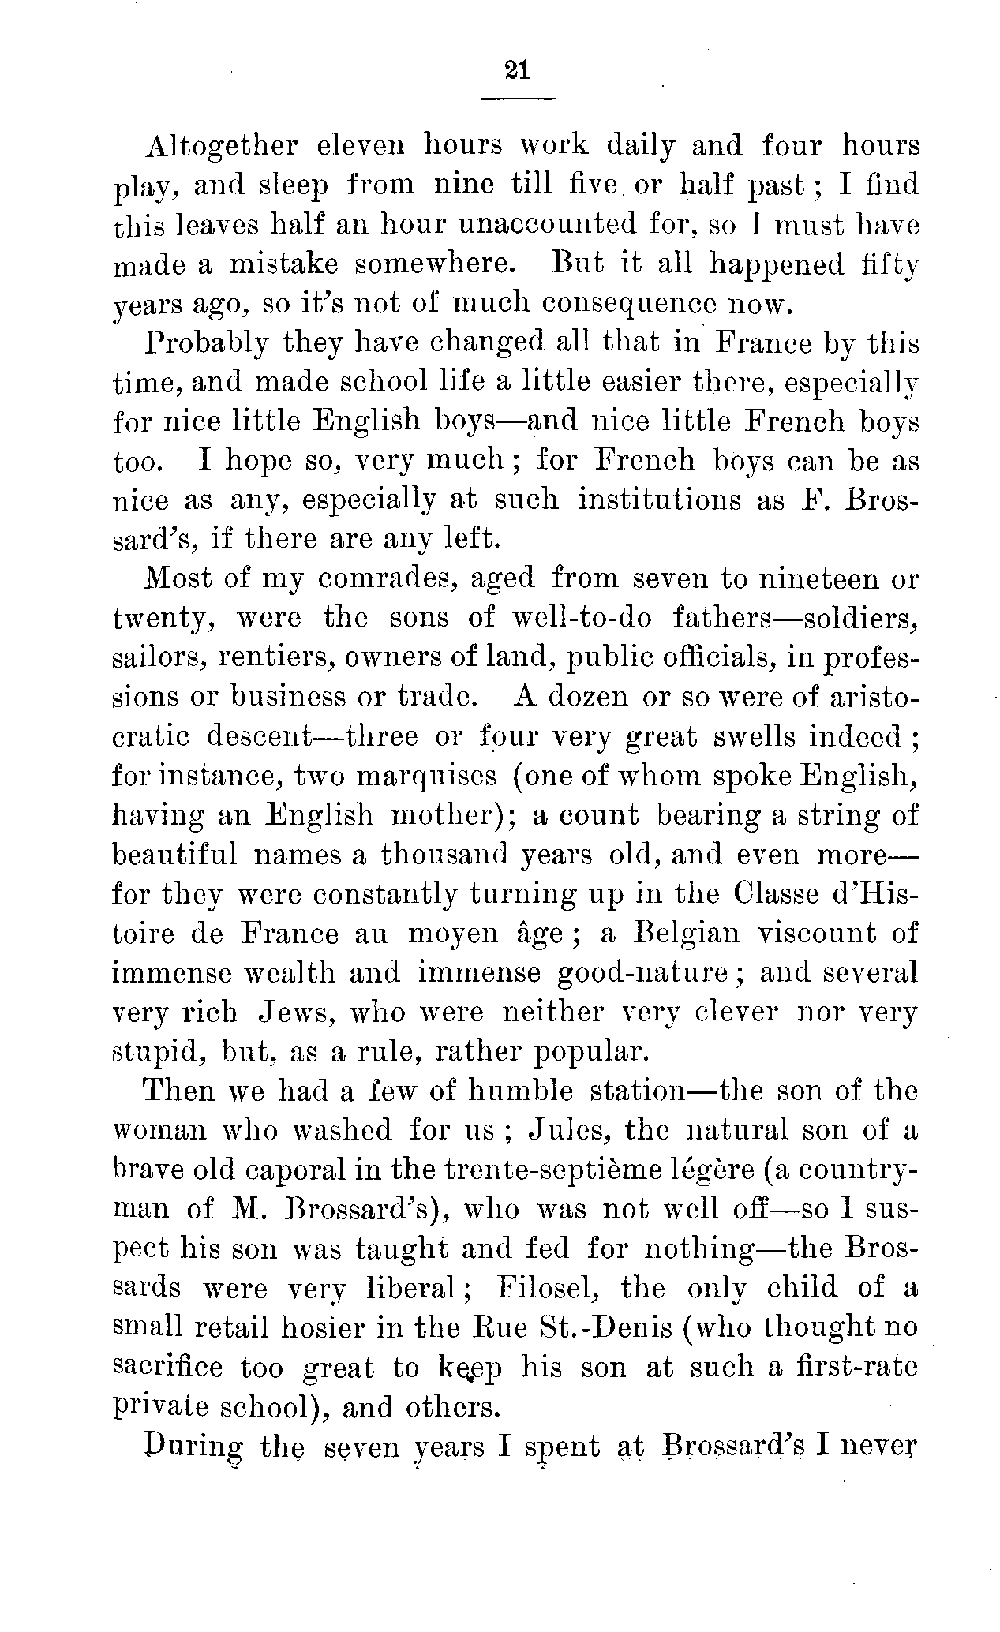 21
Altogether eleven hours work daily and four hours
play, and sleep from nine till five or half past ; I find
this leaves half an hour unaccounted for, so I must have
made a mistake somewhere. But it all happened fifty
years ago, so it's not of much consequence now.
Probably they have changed all that in France by this
time, and made school life a little easier there, especially
for nice little English boys—and nice little French boys
too. I hope so, very much ; for French boys can be as
nice as any, especially at such institutions as F. Bros-
sard's, if there are any left.
Most of my comrades, aged from seven to nineteen or
twenty, were the sons of well-to-do fathers—soldiers,
sailors, rentiers, owners of land, public officials, in profes-
sions or business or trade. A dozen or so were of aristo-
cratic descent—three or four very great swells indeed ;
for instance, two marquises (one of whom spoke English,
having an English mother); a count bearing a string of
beautiful names a thousand years old, and even more—
for they were constantly turning up in the Classe d'His-
toire de France au moyen âge ; a Belgian viscount of
immense wealth and immense good-nature ; and several
very rich Jews, who were neither very clever nor very
stupid, but, as a rule, rather popular.
Then we had a few of humble station—the son of the
woman who washed for us ; Jules, the natural son of a
brave old caporal in the trente-septième légère (a country-
man of M. Brossard's), who was not well off—so I sus-
pect his son was taught and fed for nothing—the Bros-
sards were very liberal ; Filosel, the only child of a
small retail hosier in the Rue St.-Denis (who thought no
sacrifice too great to keep his son at such a first-rate
private school), and others.
During the seven years I spent at Brossard's I never